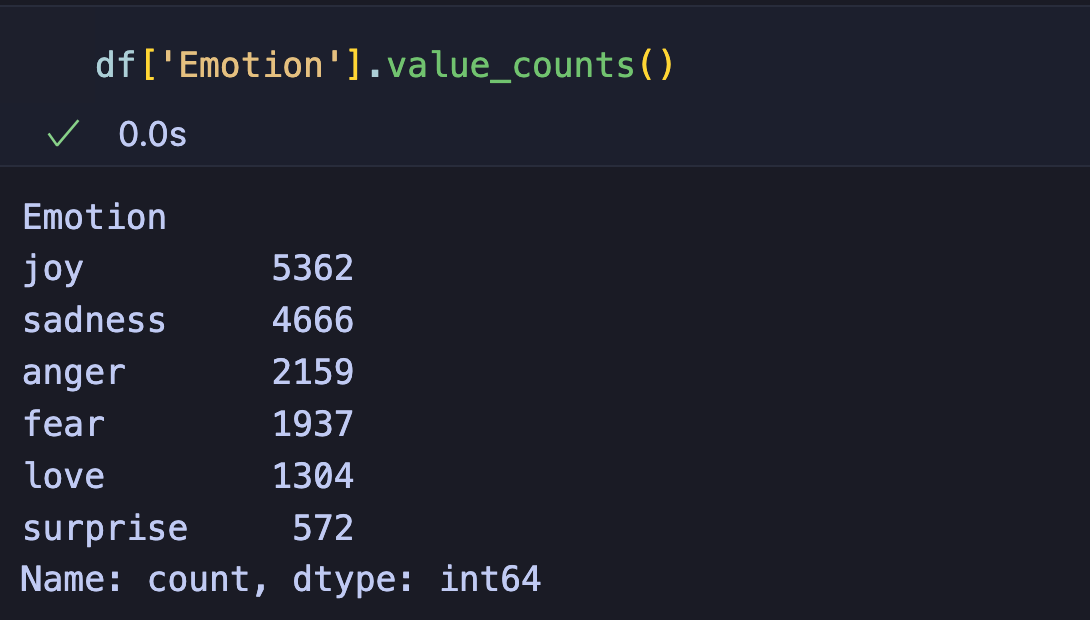 df['Emotion'].value_counts()
✓ 0.0s
Emotion
joy 5362
sadness 4666
anger 2159
fear 1937
love 1304
surprise 572
Name: count, dtype: int64